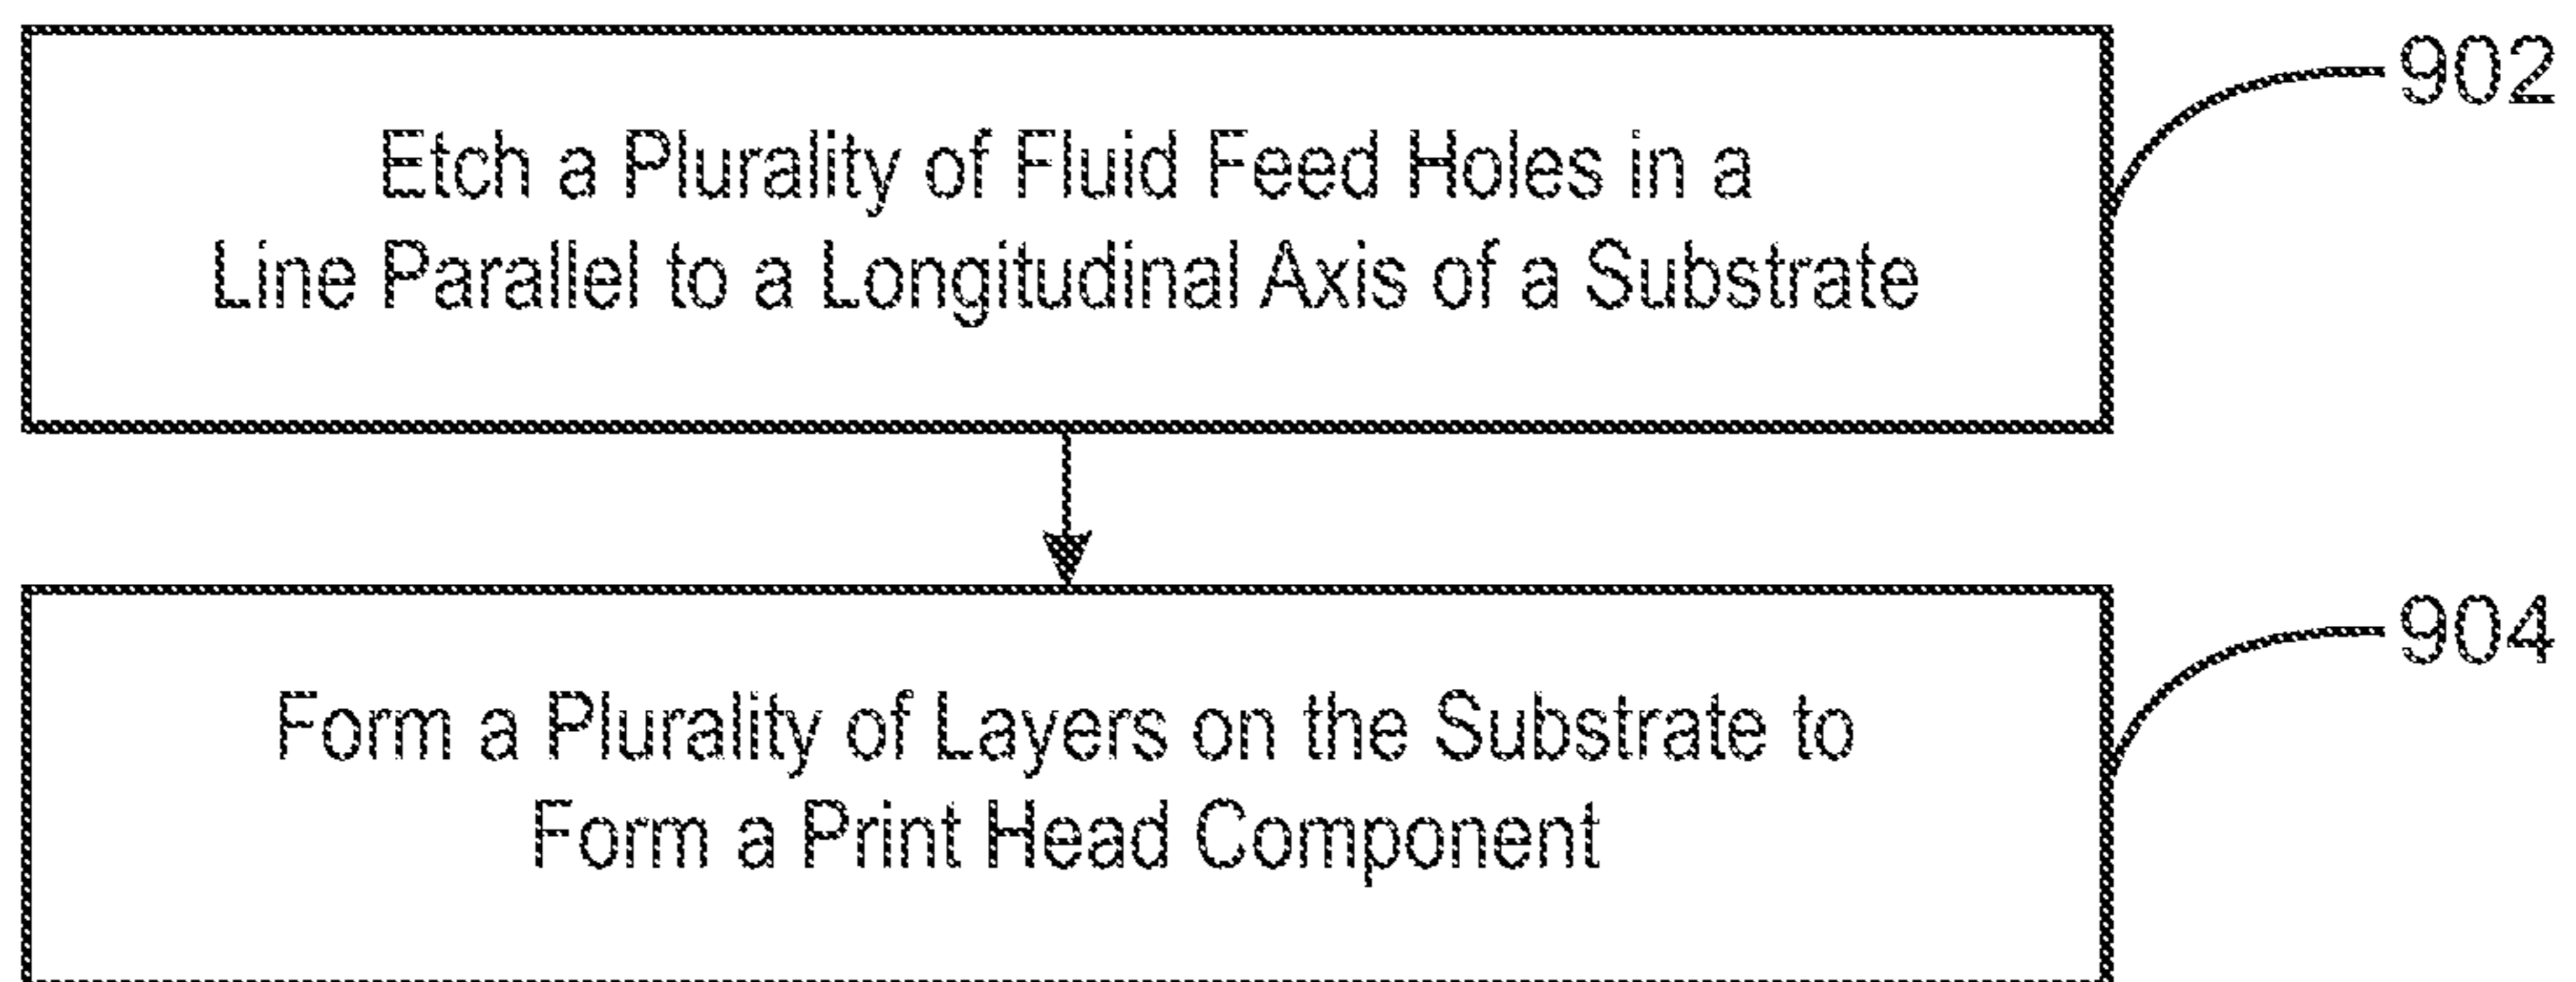 902
Etch a Plurality of Fluid Feed Holes in a
Line Parallel to a Longitudinal Axis of a Substrate
904
Form a Plurality of Layers on the Substrate to
Form a Print Head Component